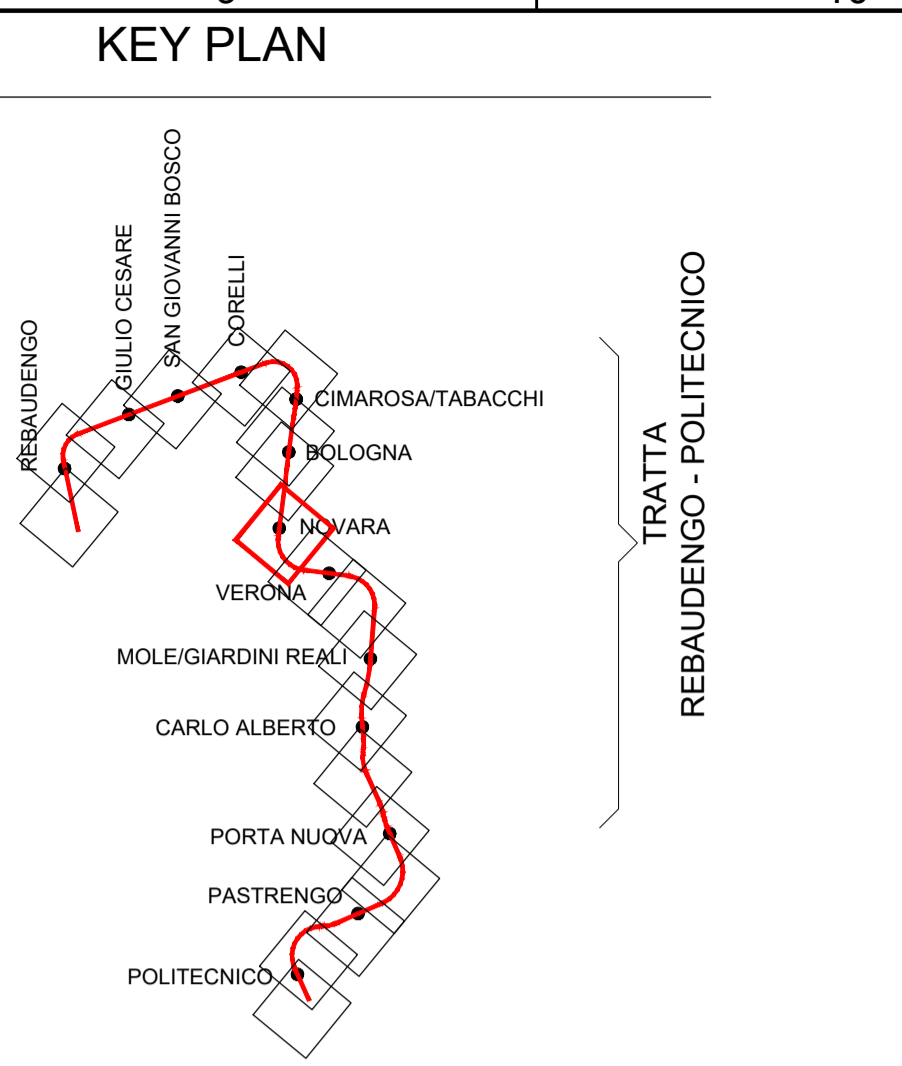 KEY PLAN
REBAUDENGO
GIULIO CESARE
SAN GIOVANNI BOSCO
CORELLI
CIMAROSA/TABACCHI
BOLOGNA
NOVARA
VERONA
MOLE/GIARDINI REALI
CARLO ALBERTO
PORTA NUOVA
PASTRENGO
POLITECNICO
TRATTA
REBAUDENGO - POLITECNICO